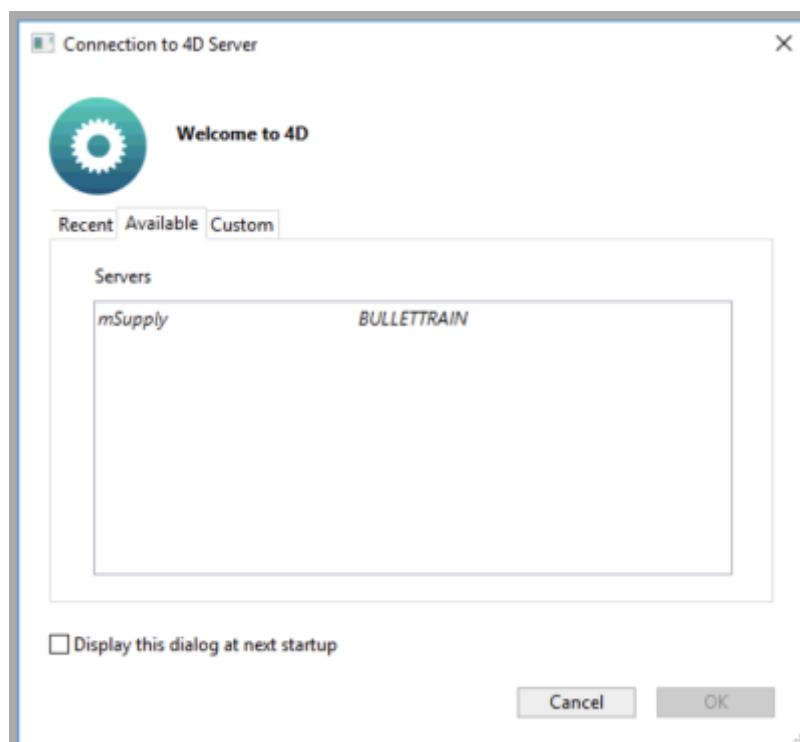 Connection to 4D Server
Welcome to 4D
Recent Available Custom
Servers
mSupply BULLETTRAIN
Display this dialog at next startup
Cancel OK